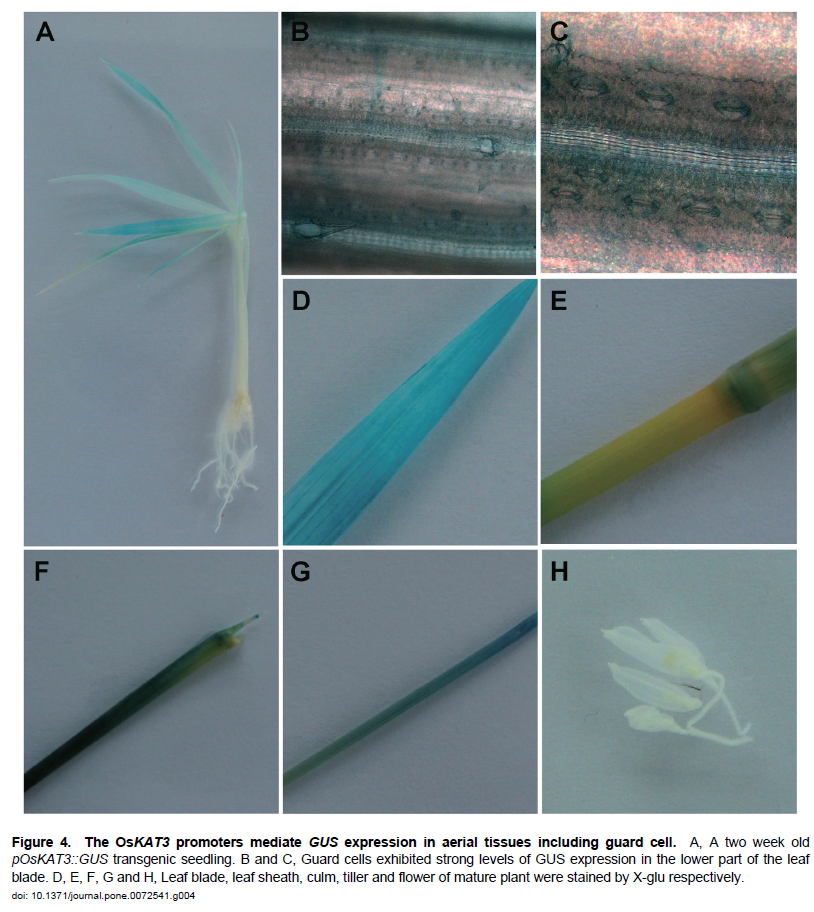 A
B
C
D
E
F
G
H
Figure 4. The OsKAT3 promoters mediate GUS expression in aerial tissues including guard cell. A, A two week old
pOsKAT3::GUS transgenic seedling. B and C, Guard cells exhibited strong levels of GUS expression in the lower part of the leaf
blade. D, E, F, G and H, Leaf blade, leaf sheath, culm, tiller and flower of mature plant were stained by X-glu respectively.
doi: 10.1371/journal.pone.0072541.g004